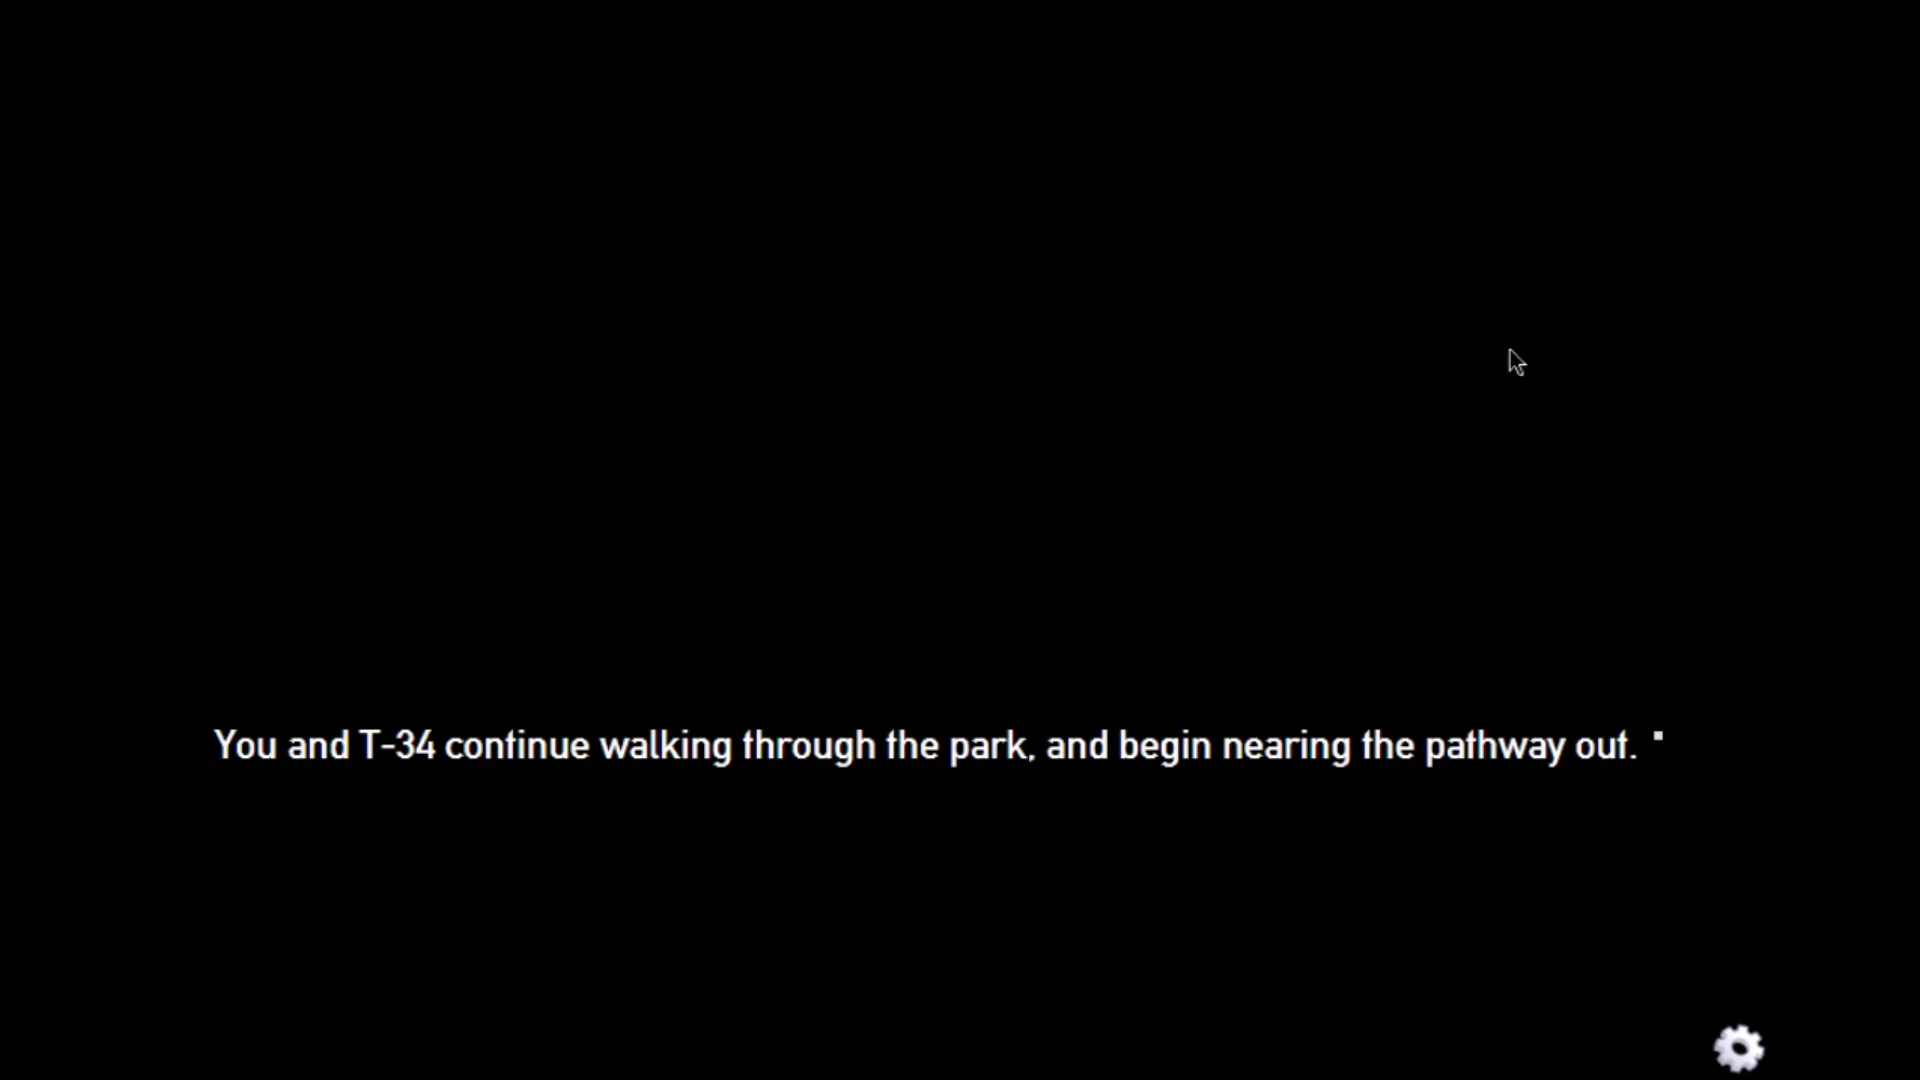 You and T-34 continue walking through the park, and begin nearing the pathway out.